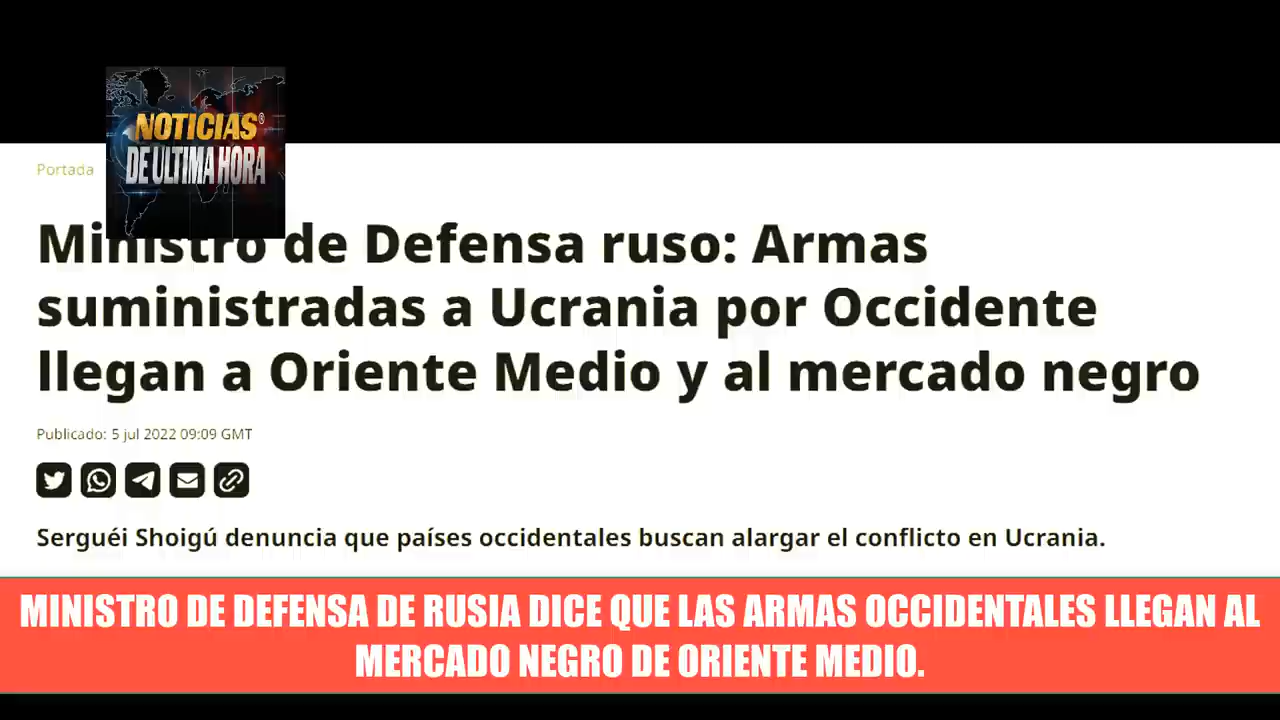 NOTICIAS®
DE ULTIMA HORA
Portada
Ministro de Defensa ruso: Armas
suministradas a Ucrania por Occidente
llegan a Oriente Medio y al mercado negro
Publicado: 5 jul 2022 09:09 GMT
Serguéi Shoigú denuncia que países occidentales buscan alargar el conflicto en Ucrania.
MINISTRO DE DEFENSA DE RUSIA DICE QUE LAS ARMAS OCCIDENTALES LLEGAN AL
MERCADO NEGRO DE ORIENTE MEDIO.